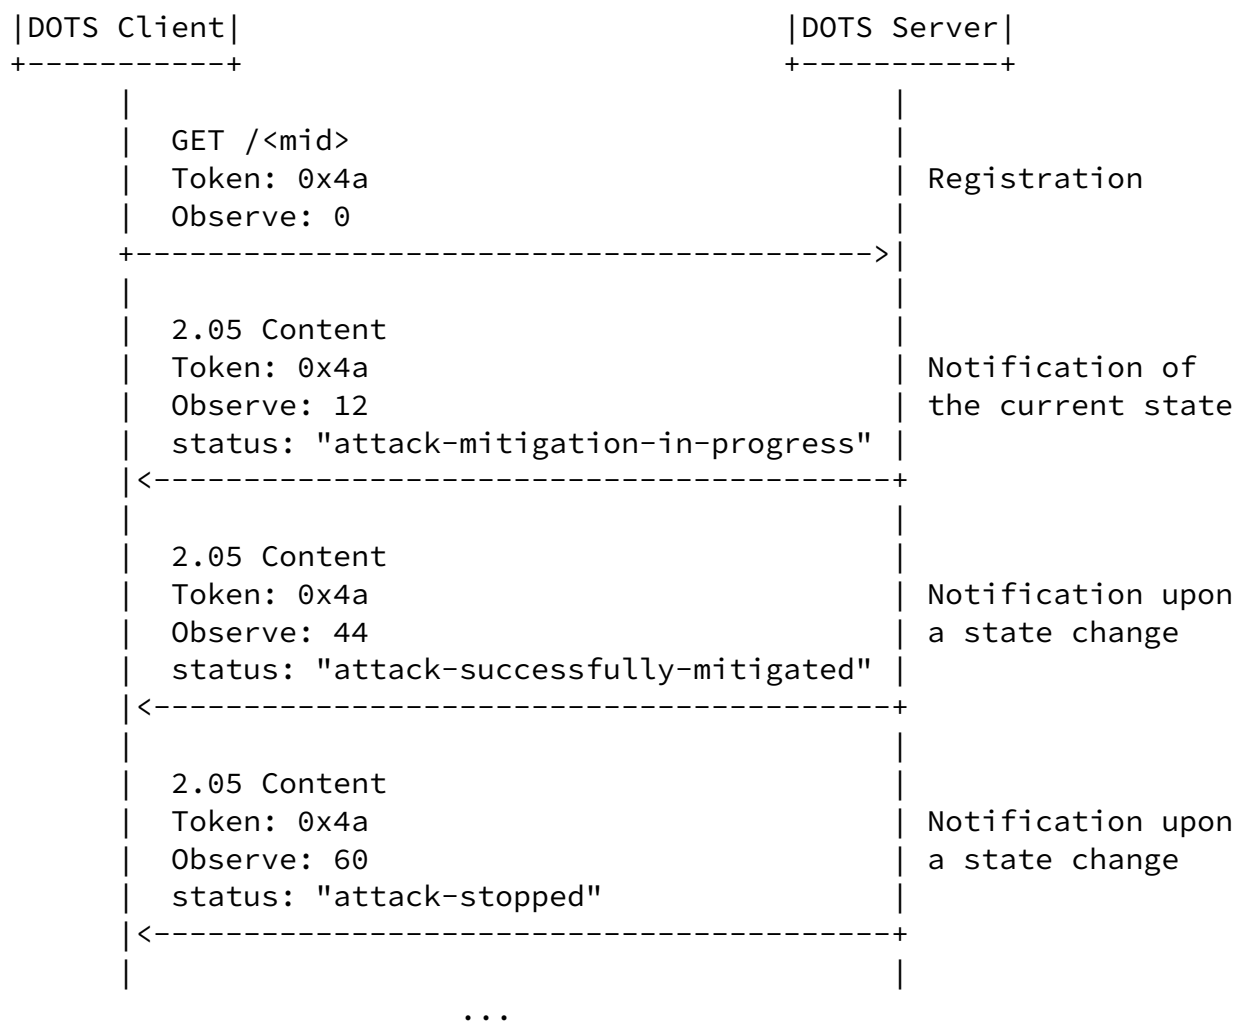 |DOTS Client|                              |DOTS Server|
+-----------+                              +-----------+
      |                                          |
      |  GET /<mid>                              |
      |  Token: 0x4a                             | Registration
      |  Observe: 0                              |
      +----------------------------------------->|
      |                                          |
      |  2.05 Content                            |
      |  Token: 0x4a                             | Notification of
      |  Observe: 12                             | the current state
      |  status: "attack-mitigation-in-progress" |
      |<-----------------------------------------+
      |                                          |
      |  2.05 Content                            |
      |  Token: 0x4a                             | Notification upon
      |  Observe: 44                             | a state change
      |  status: "attack-successfully-mitigated" |
      |<-----------------------------------------+
      |                                          |
      |  2.05 Content                            |
      |  Token: 0x4a                             | Notification upon
      |  Observe: 60                             | a state change
      |  status: "attack-stopped"                |
      |<-----------------------------------------+
      |                                          |
                         ...